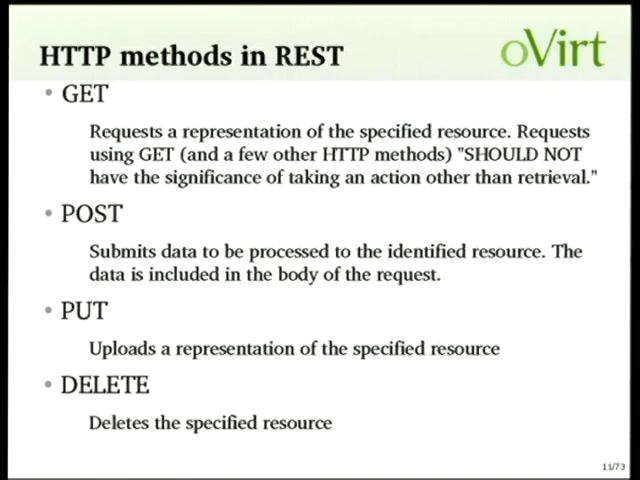 HTTP methods in REST
oVirt
• GET
Requests a representation of the specified resource. Requests
using GET (and a few other HTTP methods) "SHOULD NOT
have the significance of taking an action other than retrieval."
• POST
Submits data to be processed to the identified resource. The
data is included in the body of the request.
• PUT
Uploads a representation of the specified resource
• DELETE
Deletes the specified resource
11/73